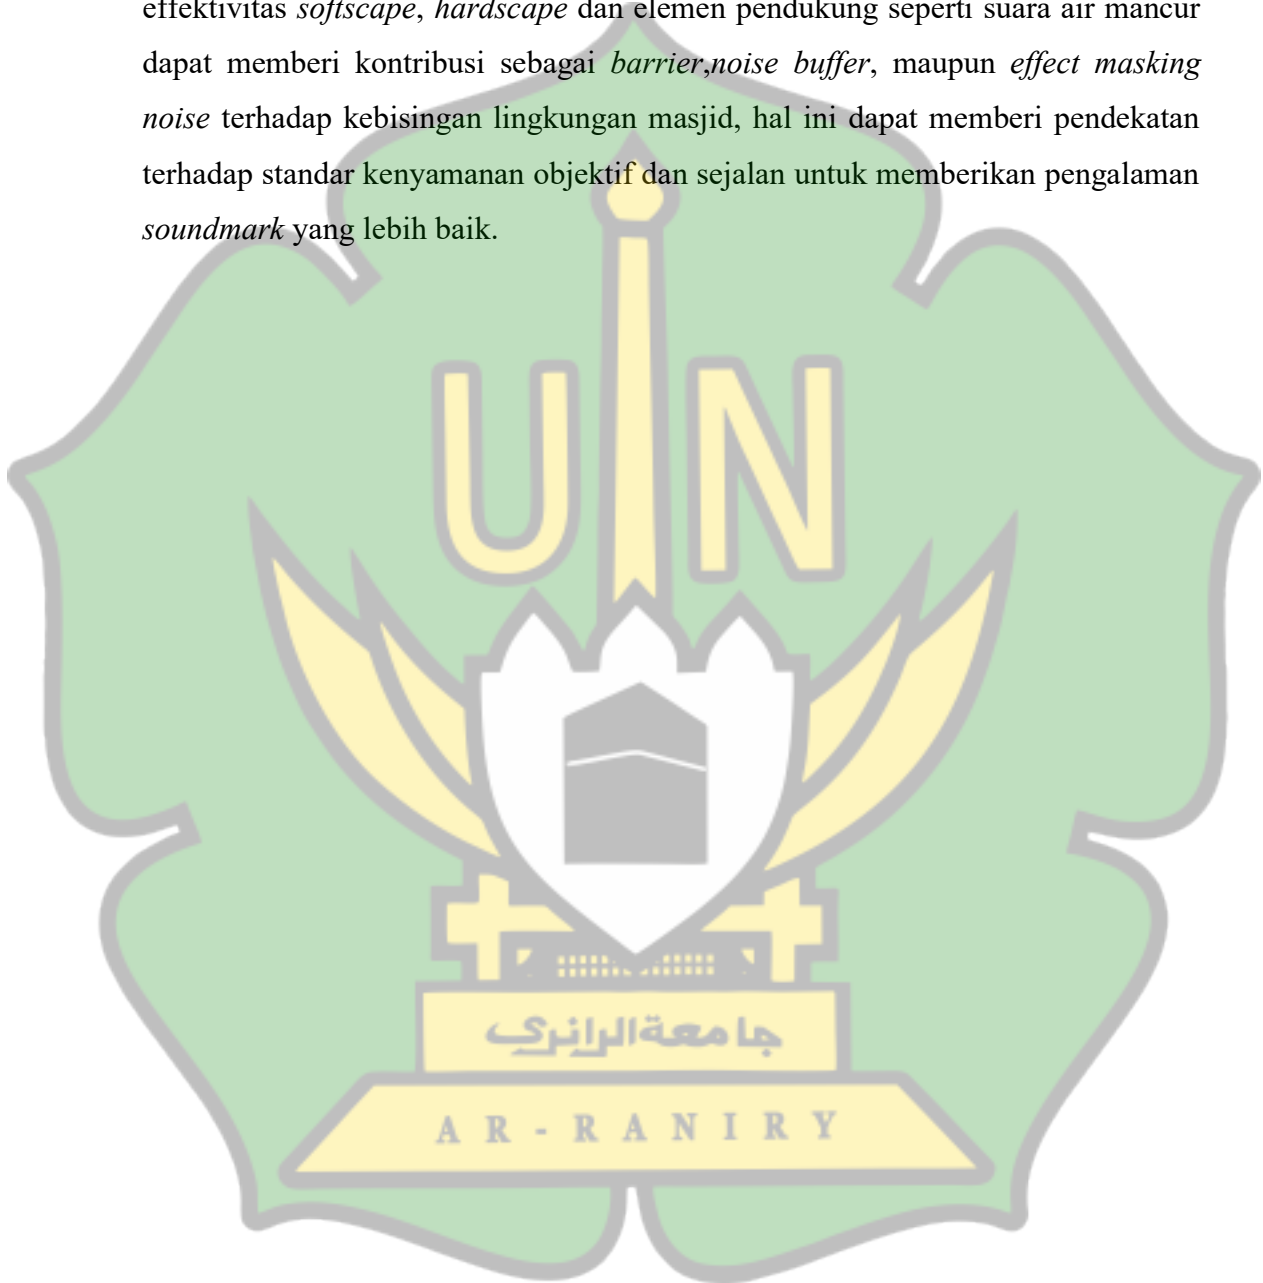 effektivitas softscape, hardscape dan elemen pendukung seperti suara air mancur
dapat memberi kontribusi sebagai barrier,noise buffer, maupun effect masking
noise terhadap kebisingan lingkungan masjid, hal ini dapat memberi pendekatan
terhadap standar kenyamanan objektif dan sejalan untuk memberikan pengalaman
soundmark yang lebih baik.
UIN
جامعة الرانري
AR-RANIRY